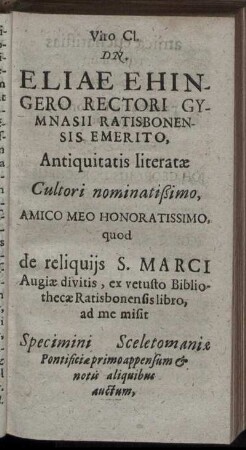 Viro Cl.
DN.
ELIAE EHIN-
GERO RECTORI GY-
MNASII RATISBONEN-
SIS EMERITO,
Antiquitatis literatæ
Cultori nominatißimo,
AMICO MEO HONORATISSIMO,
quod
de reliquijs S. MARCI
Augiæ divitis, ex vetusto Biblio-
thecæ Ratisbonensis libro,
ad me misit
Specimini Sceletomaniæ
Pontificiæ primo appensum &
notis aliquibus
auctum,